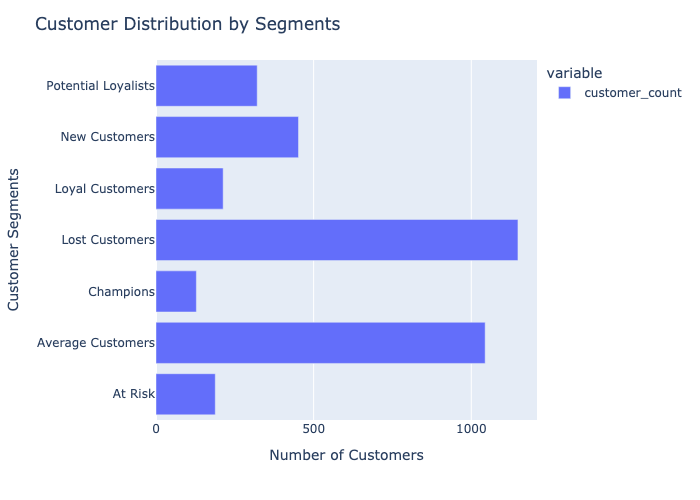 Customer Distribution by Segments
variable
customer_count
Customer Segments
Potential Loyalists
New Customers
Loyal Customers
Lost Customers
Champions
Average Customers
At Risk
0 500 1000
Number of Customers